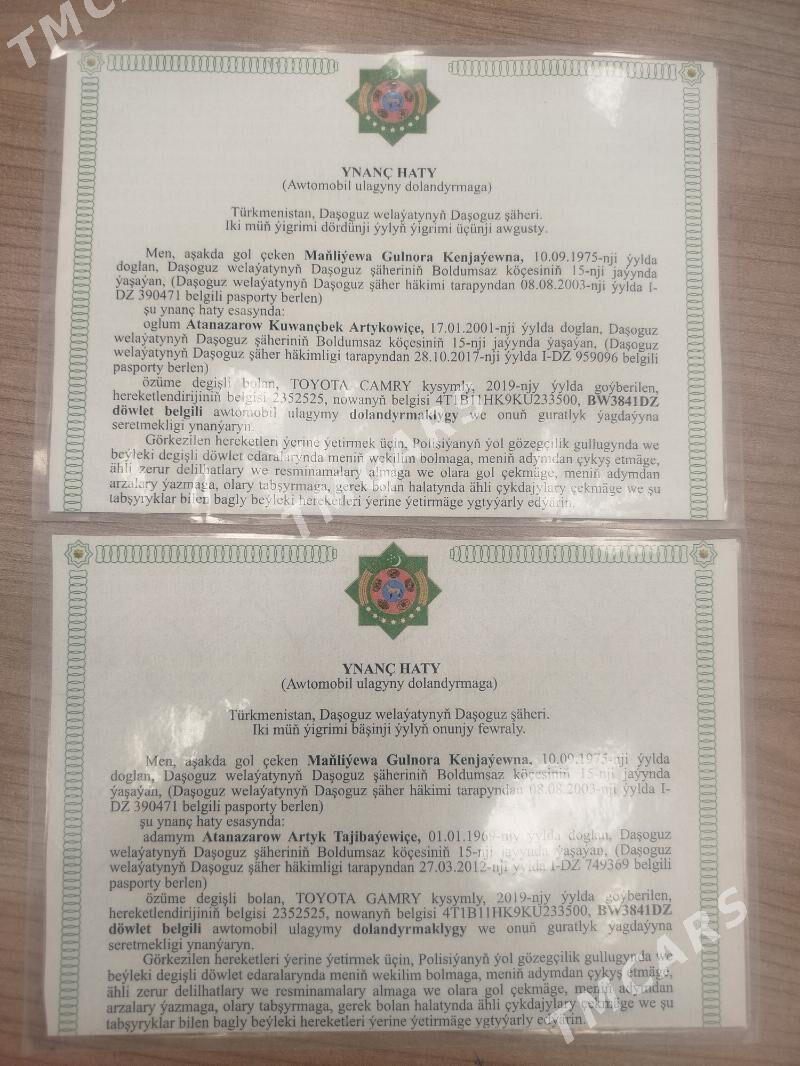 TMCARS
YNANÇ HATY
(Awtomobil ulagyny dolandyrmaga)
Türkmenistan, Daşoguz welaýatynyň Daşoguz şäheri.
Iki müň ýigrimi dördünji ýylyň ýigrimi üçünji awgusty.
Men, aşakda gol çeken Maňliýewa Gulnora Kenjaýewna, 10.09.1975-nji ýylda
doglan, Daşoguz welaýatynyň Daşoguz şäheriniň Boldumsaz köçesiniň 15-nji jaýynda
ýaşaýan, (Daşoguz welaýatynyň Daşoguz şäher häkimi tarapyndan 08.08.2003-nji ýylda I-
DZ 390471 belgili pasporty berlen)
şu ynanç haty esasynda:
oglum Atanazarow Kuwançbek Artykowiçe, 17.01.2001-nji ýylda doglan, Daşoguz
welaýatynyň Daşoguz şäheriniň Boldumsaz köçesiniň 15-nji jaýynda ýaşaýan, (Daşoguz
welaýatynyň Daşoguz şäher häkimligi tarapyndan 28.10.2017-nji ýylda I-DZ 959096 belgili
pasporty berlen)
özüme degişli bolan, TOYOTA CAMRY kysymly, 2019-njy ýylda goýberilen,
hereketlendirijiniň belgisi 2352525, nowanyň belgisi 4T1B11HK9KU233500, BW3841DZ
döwlet belgili awtomobil ulagymy dolandyrmaklygy we onuň guratlyk ýagdaýyna
seretmekligi ynanýaryn.
Görkezilen hereketleri ýerine ýetirmek üçin, Polisiýanyň ýol gözegçilik gullugynda we
beýleki degişli döwlet edaralarynda meniň wekilim bolmaga, meniň adymdan çykyş etmäge,
ähli zerur delilhatlary we resminamalary almaga we olara gol çekmäge, meniň adymdan
arzalary ýazmaga, olary tabşyrmaga, gerek bolan halatynda ähli çykdajylary çekmäge we şu
tabşyryklar bilen bagly beýleki hereketleri ýerine ýetirmäge ygtyýarly edýärin.
TMCARS
YNANÇ HATY
(Awtomobil ulagyny dolandyrmaga)
Türkmenistan, Daşoguz welaýatynyň Daşoguz şäheri.
Iki müň ýigrimi bäşinji ýylyň onunjy fewraly.
Men, aşakda gol çeken Maňliýewa Gulnora Kenjaýewna, 10.09.1975-nji ýylda
doglan, Daşoguz welaýatynyň Daşoguz şäheriniň Boldumsaz köçesiniň 15-nji jaýynda
ýaşaýan, (Daşoguz welaýatynyň Daşoguz şäher häkimi tarapyndan 08.08.2003-nji ýylda I-
DZ 390471 belgili pasporty berlen)
şu ynanç haty esasynda:
adamym Atanazarow Artyk Tajibaýewiçe, 01.01.1969-njy ýylda doglan, Daşoguz
welaýatynyň Daşoguz şäheriniň Boldumsaz köçesiniň 15-nji jaýynda ýaşaýan, (Daşoguz
welaýatynyň Daşoguz şäher häkimligi tarapyndan 27.03.2012-nji ýylda I-DZ 749369 belgili
pasporty berlen)
özüme degişli bolan, TOYOTA GAMRY kysymly, 2019-njy ýylda goýberilen,
hereketlendirijiniň belgisi 2352525, nowanyň belgisi 4T1B11HK9KU233500, BW3841DZ
döwlet belgili awtomobil ulagymy dolandyrmaklygy we onuň guratlyk ýagdaýyna
seretmekligi ynanýaryn.
Görkezilen hereketleri ýerine ýetirmek üçin, Polisiýanyň ýol gözegçilik gullugynda we
beýleki degişli döwlet edaralarynda meniň wekilim bolmaga, meniň adymdan çykyş etmäge,
ähli zerur delilhatlary we resminamalary almaga we olara gol çekmäge, meniň adymdan
arzalary ýazmaga, olary tabşyrmaga, gerek bolan halatynda ähli çykdajylary çekmäge we şu
tabşyryklar bilen bagly beýleki hereketleri ýerine ýetirmäge ygtyýarly edýärin.
TMCARS